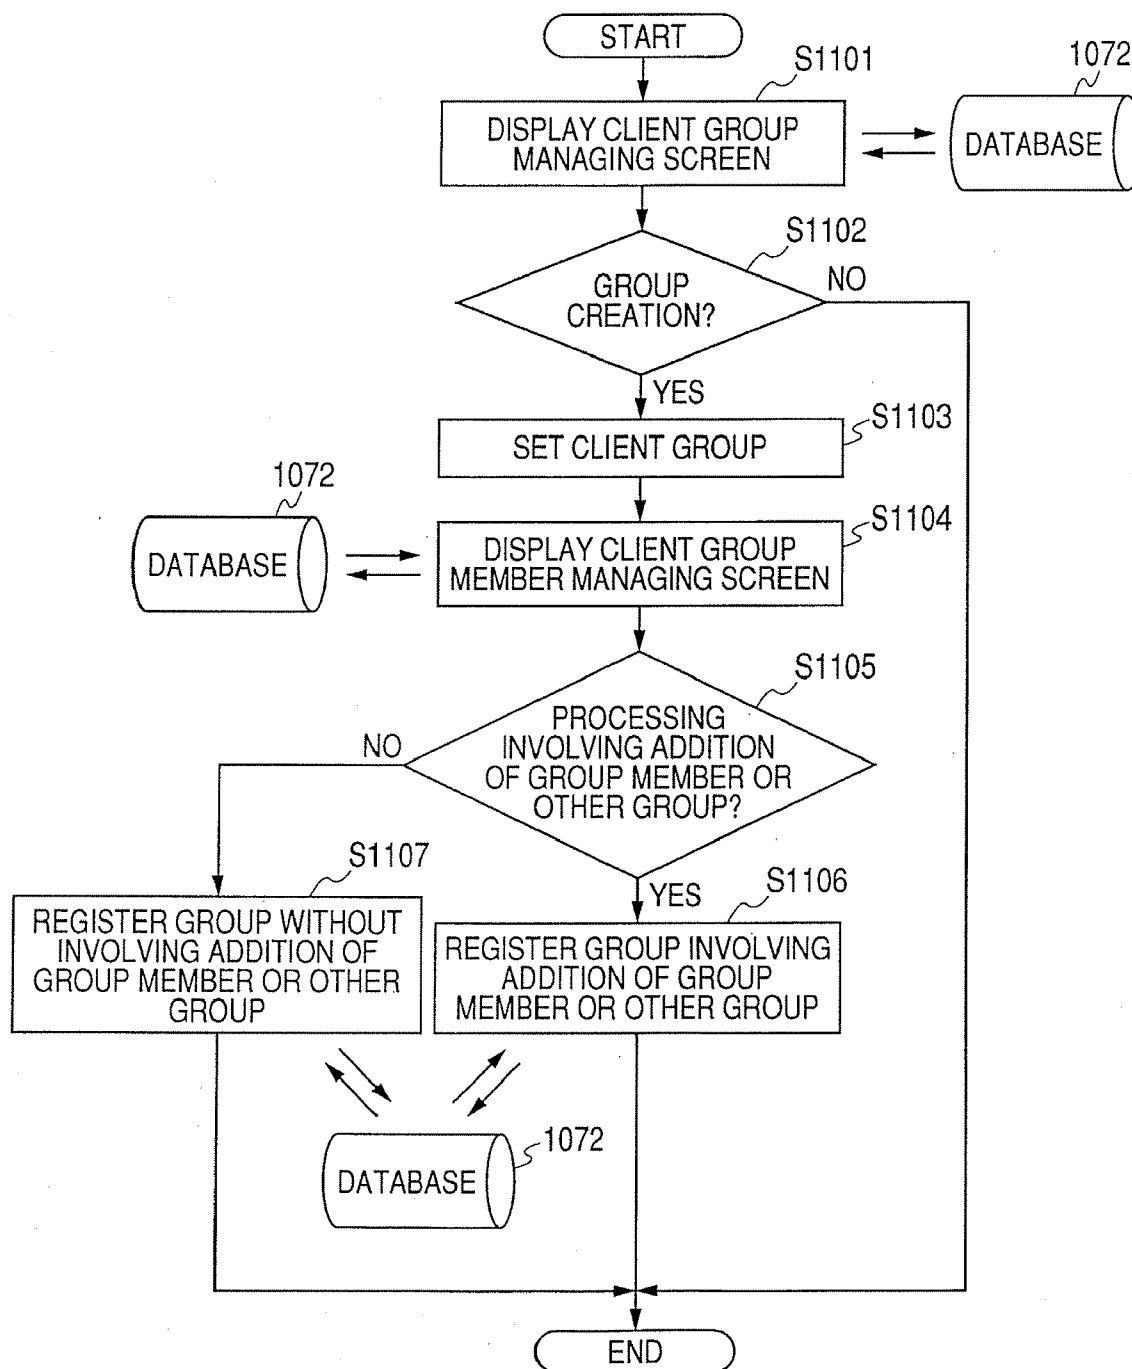 START
S1101
1072
DISPLAY CLIENT GROUP
MANAGING SCREEN
DATABASE
S1102
GROUP
CREATION?
NO
YES
S1103
SET CLIENT GROUP
1072
S1104
DATABASE
DISPLAY CLIENT GROUP
MEMBER MANAGING SCREEN
S1105
PROCESSING
INVOLVING ADDITION
OF GROUP MEMBER OR
OTHER GROUP?
NO
YES
S1107
S1106
REGISTER GROUP WITHOUT
INVOLVING ADDITION OF
GROUP MEMBER OR OTHER
GROUP
REGISTER GROUP INVOLVING
ADDITION OF GROUP
MEMBER OR OTHER GROUP
1072
DATABASE
END